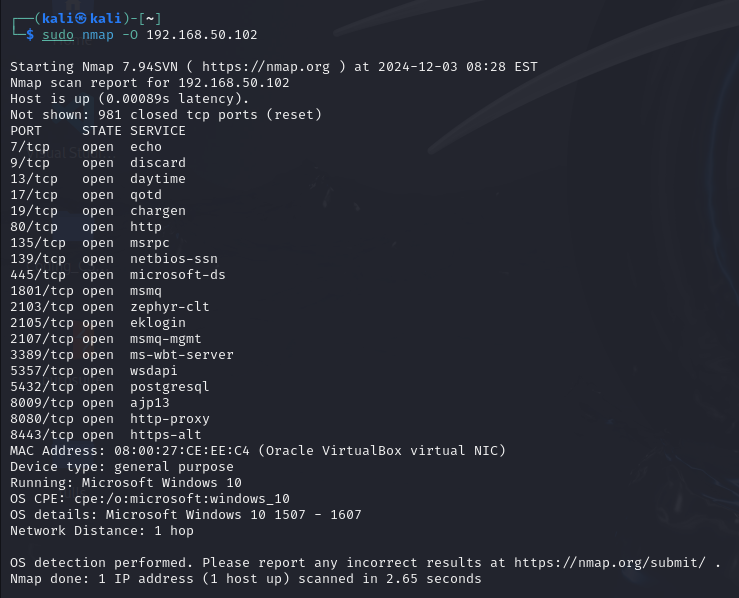 ┌──(kali㉿kali)-[~]
└─$ sudo nmap -O 192.168.50.102
Starting Nmap 7.94SVN ( https://nmap.org ) at 2024-12-03 08:28 EST
Nmap scan report for 192.168.50.102
Host is up (0.00089s latency).
Not shown: 981 closed tcp ports (reset)
PORT     STATE SERVICE
7/tcp    open  echo
9/tcp    open  discard
13/tcp   open  daytime
17/tcp   open  qotd
19/tcp   open  chargen
80/tcp   open  http
135/tcp  open  msrpc
139/tcp  open  netbios-ssn
445/tcp  open  microsoft-ds
1801/tcp open  msmq
2103/tcp open  zephyr-clt
2105/tcp open  eklogin
2107/tcp open  msmq-mgmt
3389/tcp open  ms-wbt-server
5357/tcp open  wsdapi
5432/tcp open  postgresql
8009/tcp open  ajp13
8080/tcp open  http-proxy
8443/tcp open  https-alt
MAC Address: 08:00:27:CE:EE:C4 (Oracle VirtualBox virtual NIC)
Device type: general purpose
Running: Microsoft Windows 10
OS CPE: cpe:/o:microsoft:windows_10
OS details: Microsoft Windows 10 1507 - 1607
Network Distance: 1 hop
OS detection performed. Please report any incorrect results at https://nmap.org/submit/ .
Nmap done: 1 IP address (1 host up) scanned in 2.65 seconds